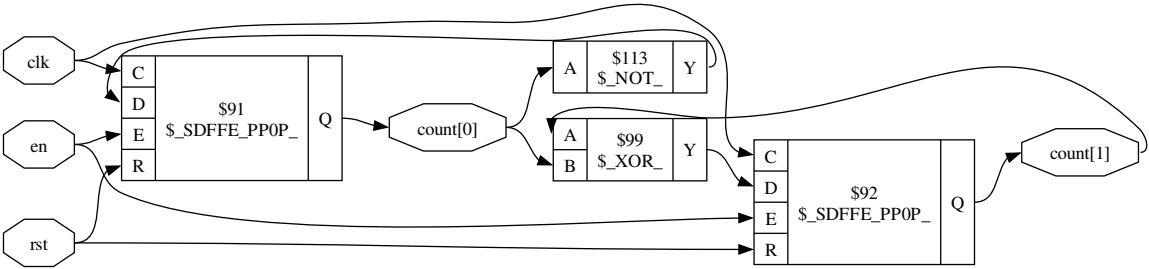 clk
en
rst
C
D
E
R
$91
$_SDFFE_PP0P_
Q
count[0]
A
$113
$_NOT_
Y
A
B
$99
$_XOR_
Y
C
D
E
R
$92
$_SDFFE_PP0P_
Q
count[1]